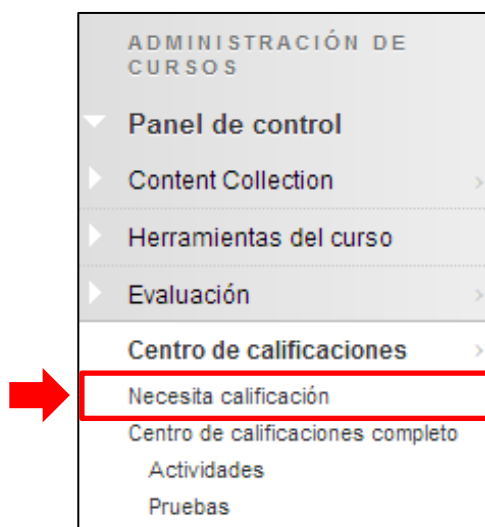 ADMINISTRACIÓN DE
CURSOS
Panel de control
Content Collection
Herramientas del curso
Evaluación
Centro de calificaciones
Necesita calificación
Centro de calificaciones completo
Actividades
Pruebas